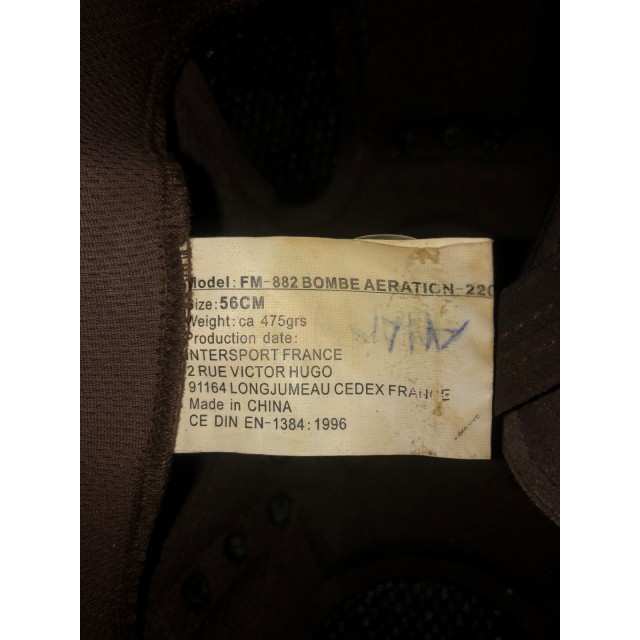 Model: FM-882 BOMBE AERATION-220
Size: 56CM
Weight: ca 475grs
Production date:
INTERSPORT FRANCE
2 RUE VICTOR HUGO
91164 LONGJUMEAU CEDEX FRANCE
Made in CHINA
CE DIN EN-1384:1996